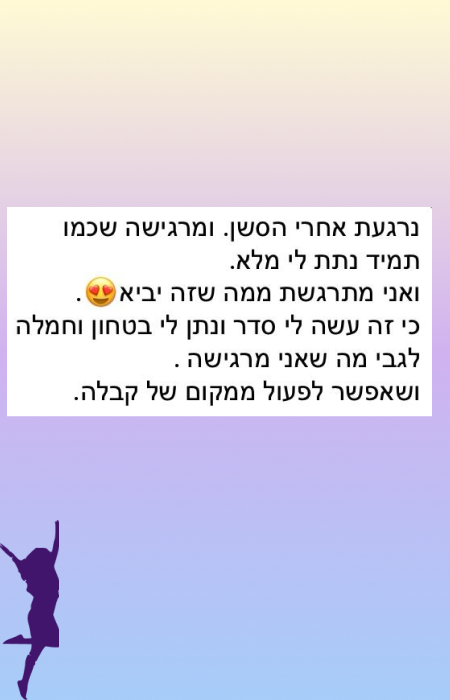 נרגעת אחרי הסשן. ומרגישה שכמו
תמיד נתת לי מלא.
ואני מתרגשת ממה שזה יביא😍.
כי זה עשה לי סדר ונתן לי בטחון וחמלה
לגבי מה שאני מרגישה .
ושאפשר לפעול ממקום של קבלה.